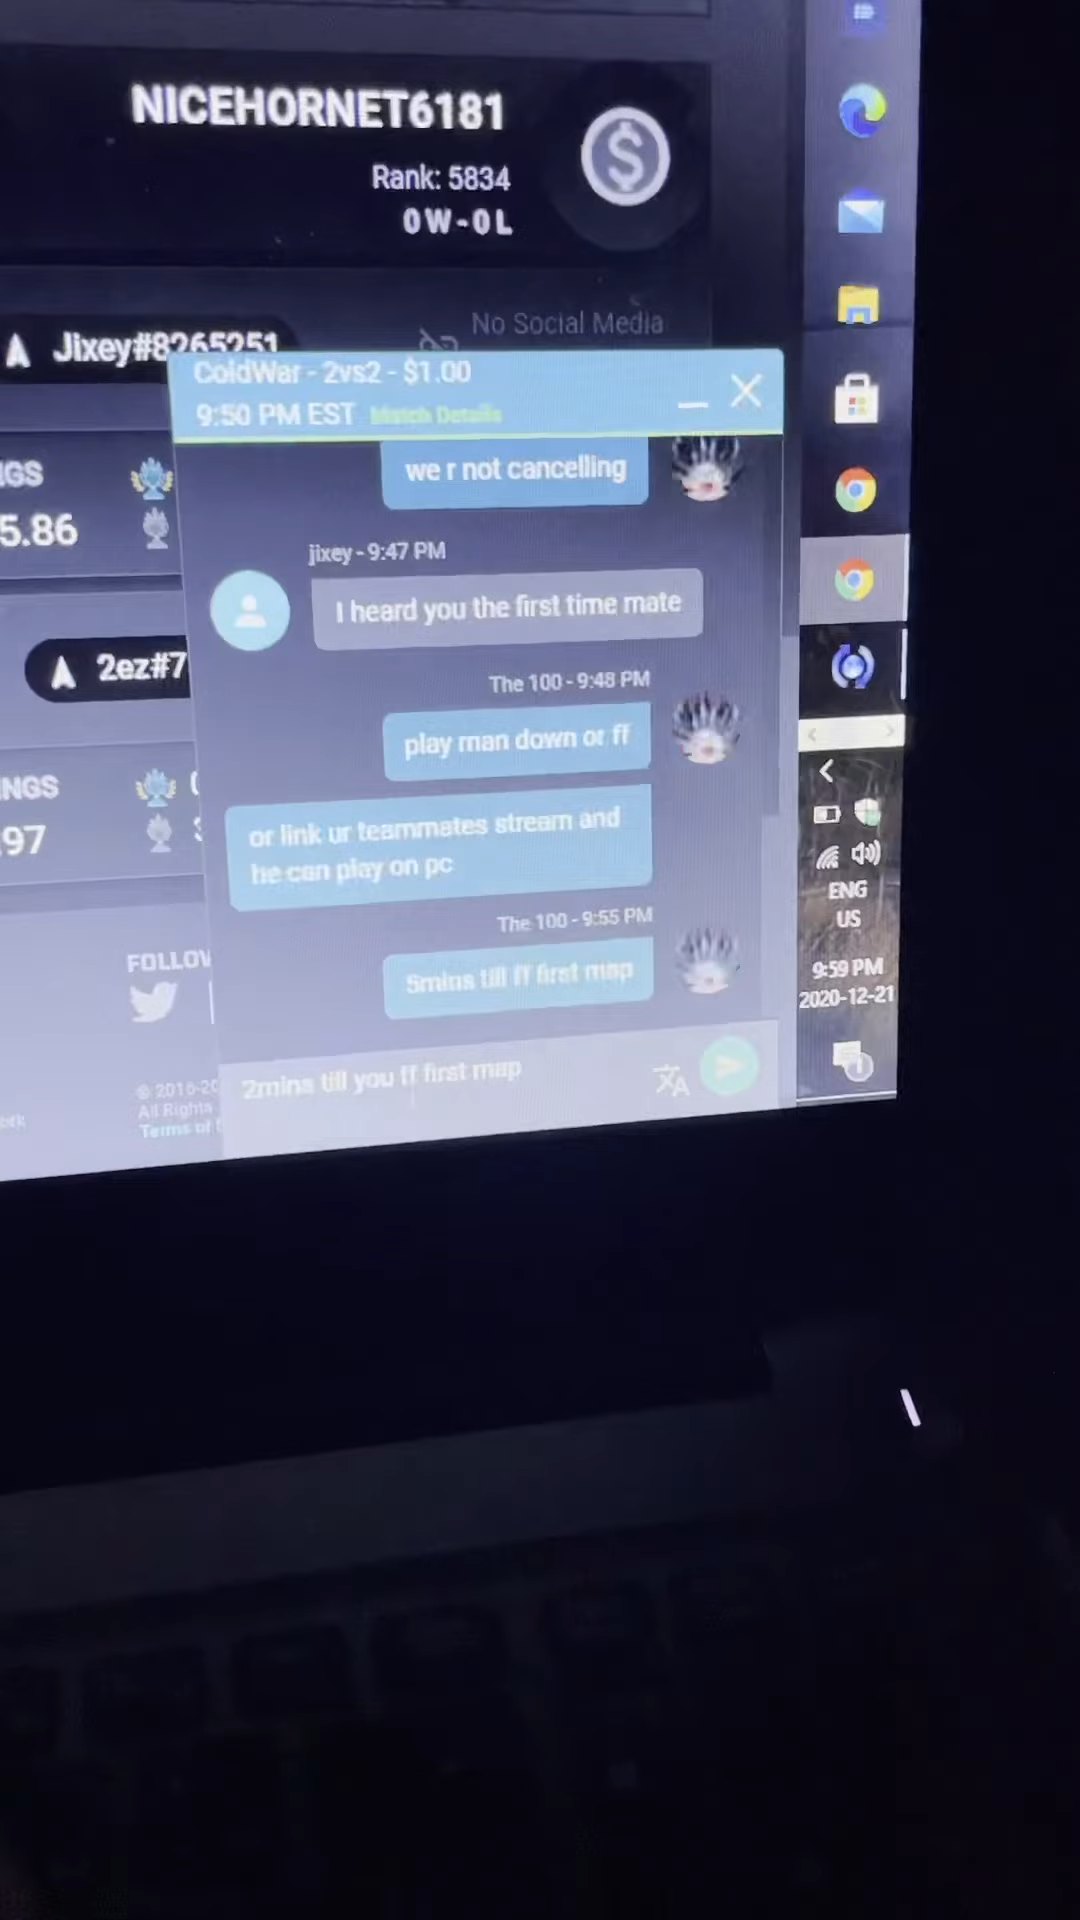 NICEHORNET6181
Rank: 5834
0 W - 0 L
No Social Media
Jixey#8265251
ColdWar - 2vs2 - $1.00
9:50 PM EST Match Details
we r not cancelling
jixey - 9:47 PM
I heard you the first time mate
5.86
The 100 - 9:48 PM
play man down or ff
2ez#7
or link ur teammates stream and
he can play on pc
NGS
97
The 100 - 9:55 PM
5mins till ff first map
FOLLOW
2mins till you ff first map
© 2016-20
All Rights
Terms of
ENG
US
9:59 PM
2020-12-21